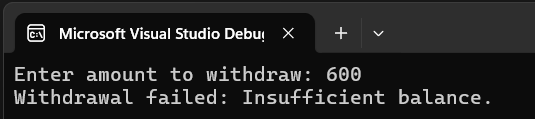 Microsoft Visual Studio Debu
Enter amount to withdraw: 600
Withdrawal failed: Insufficient balance.